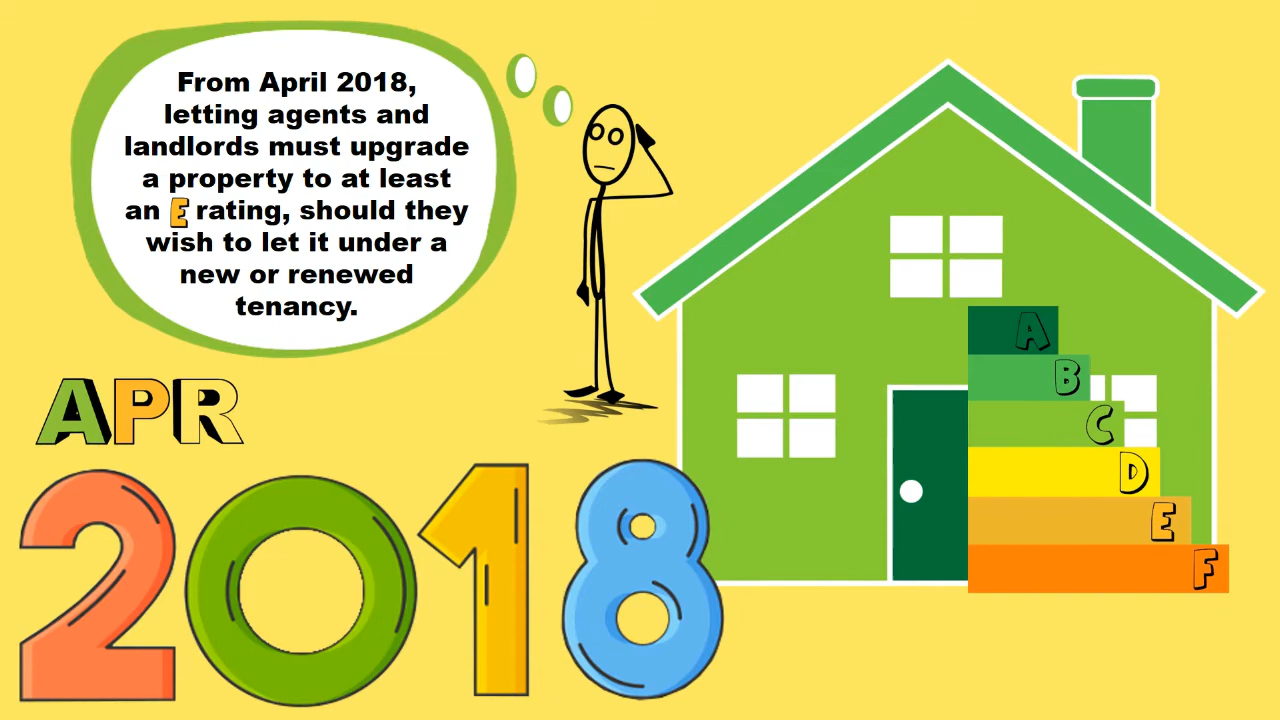 From April 2018,
letting agents and
landlords must upgrade
a property to at least
an E rating, should they
wish to let it under a
new or renewed
tenancy.
APR
2018
A
B
C
D
E
F